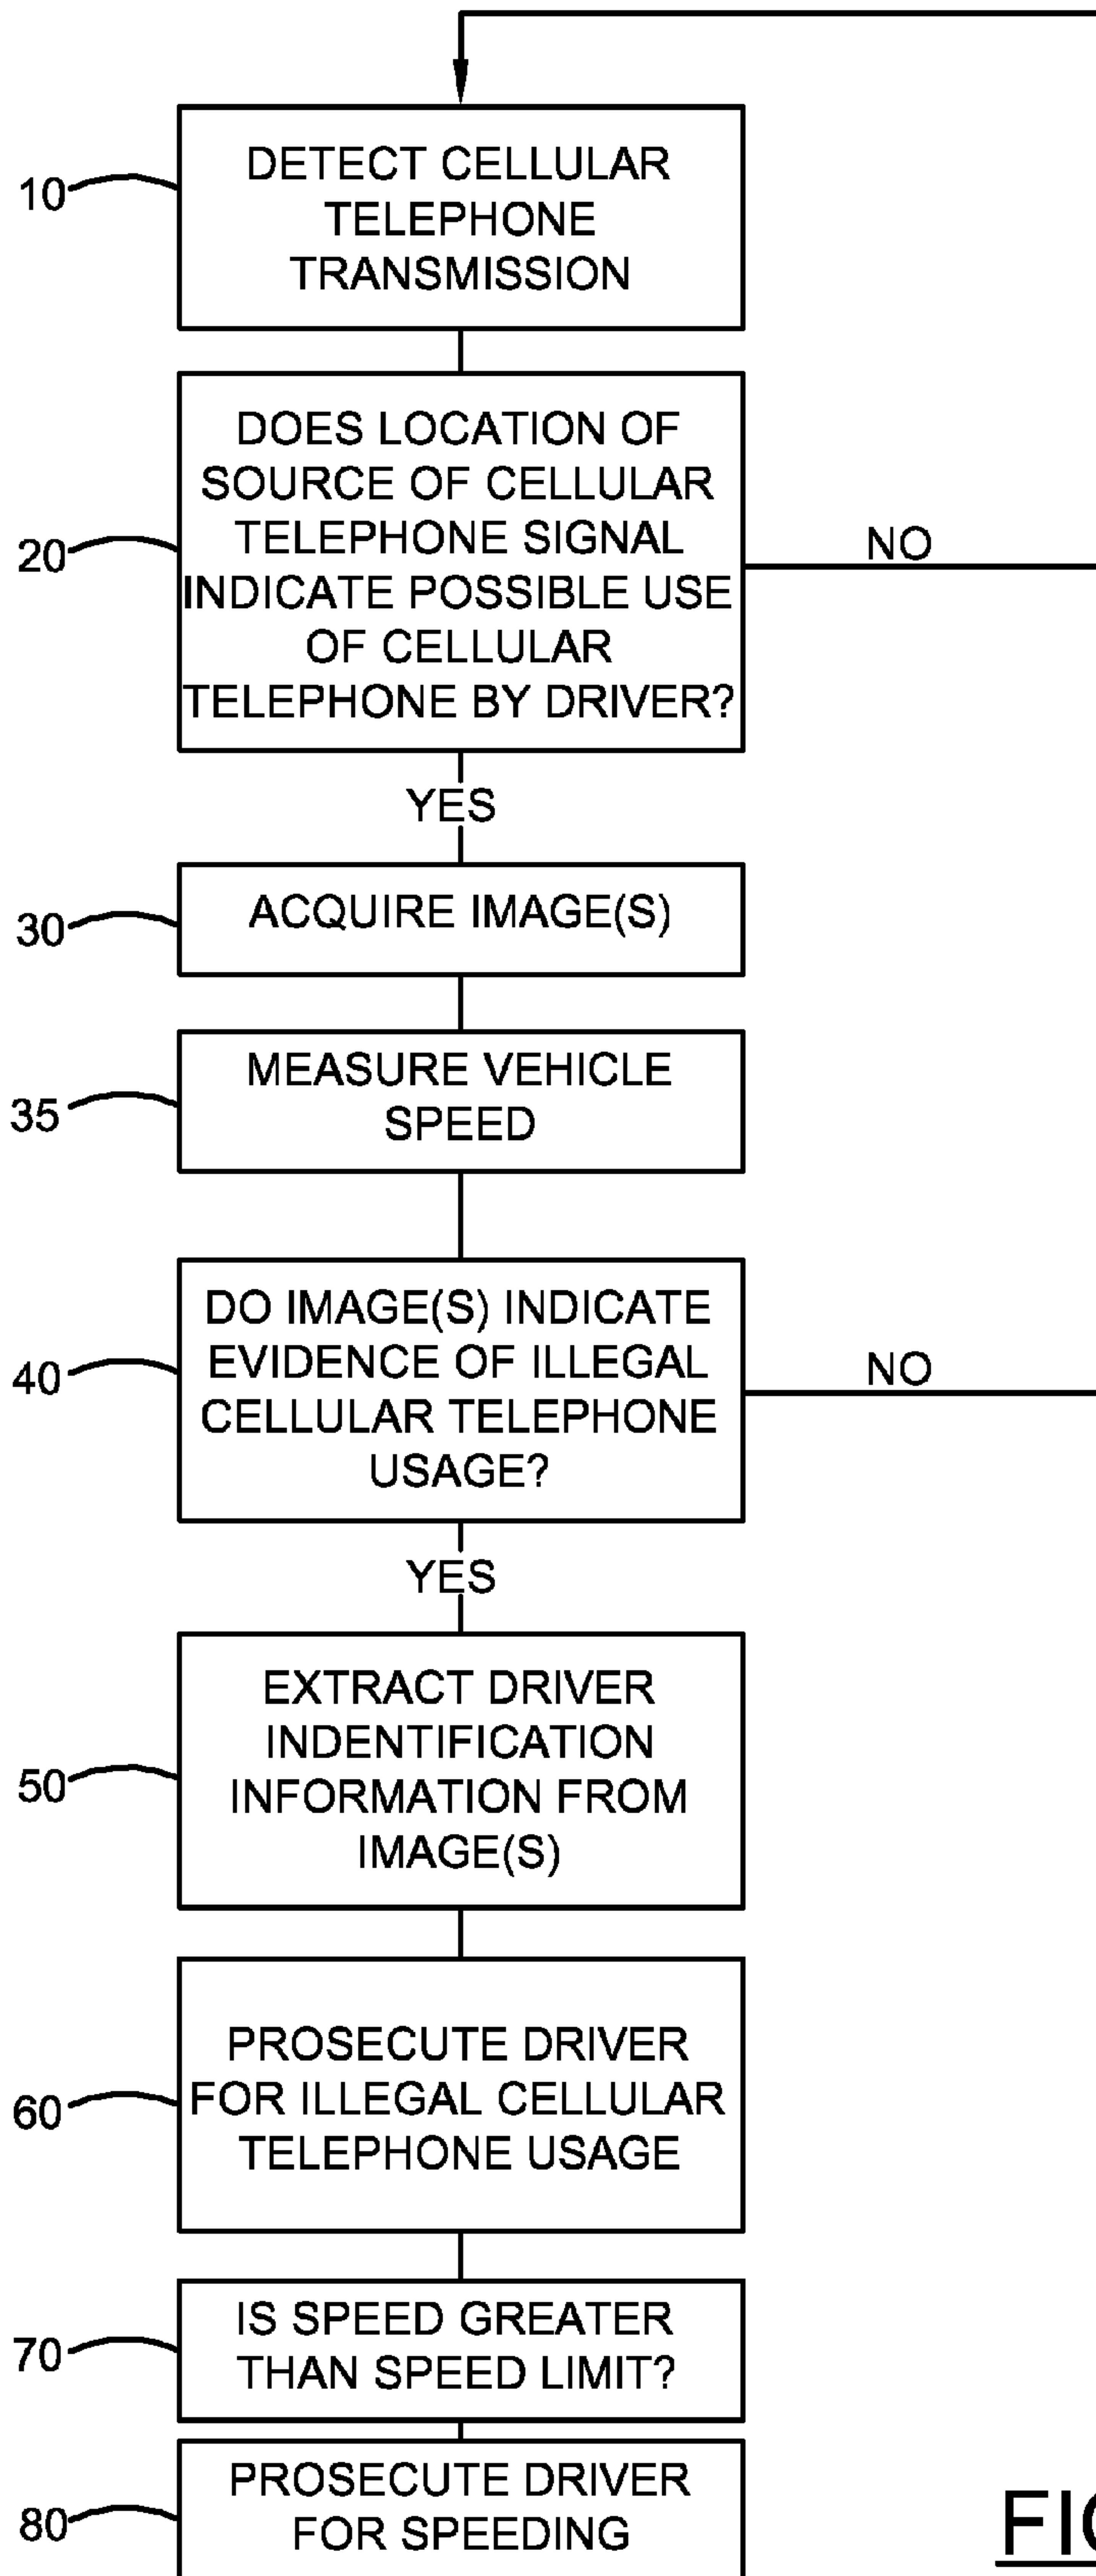 10
DETECT CELLULAR
TELEPHONE
TRANSMISSION
20
DOES LOCATION OF
SOURCE OF CELLULAR
TELEPHONE SIGNAL
INDICATE POSSIBLE USE
OF CELLULAR
TELEPHONE BY DRIVER?
NO
YES
30
ACQUIRE IMAGE(S)
35
MEASURE VEHICLE
SPEED
40
DO IMAGE(S) INDICATE
EVIDENCE OF ILLEGAL
CELLULAR TELEPHONE
USAGE?
NO
YES
50
EXTRACT DRIVER
INDENTIFICATION
INFORMATION FROM
IMAGE(S)
60
PROSECUTE DRIVER
FOR ILLEGAL CELLULAR
TELEPHONE USAGE
70
IS SPEED GREATER
THAN SPEED LIMIT?
80
PROSECUTE DRIVER
FOR SPEEDING